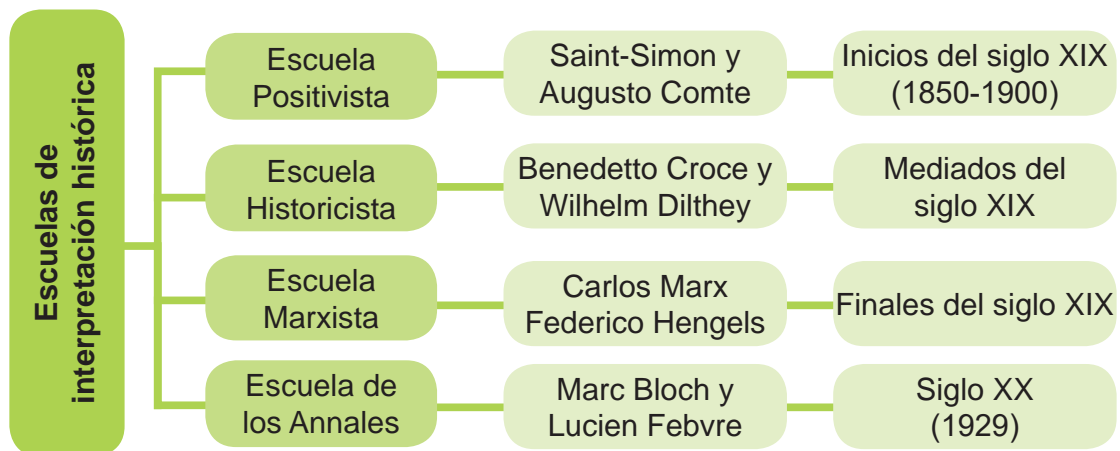 Escuelas de
interpretación histórica
Escuela
Positivista
Saint-Simon y
Augusto Comte
Inicios del siglo XIX
(1850-1900)
Escuela
Historicista
Benedetto Croce y
Wilhelm Dilthey
Mediados del
siglo XIX
Escuela
Marxista
Carlos Marx
Federico Hengels
Finales del siglo XIX
Escuela de
los Annales
Marc Bloch y
Lucien Febvre
Siglo XX
(1929)